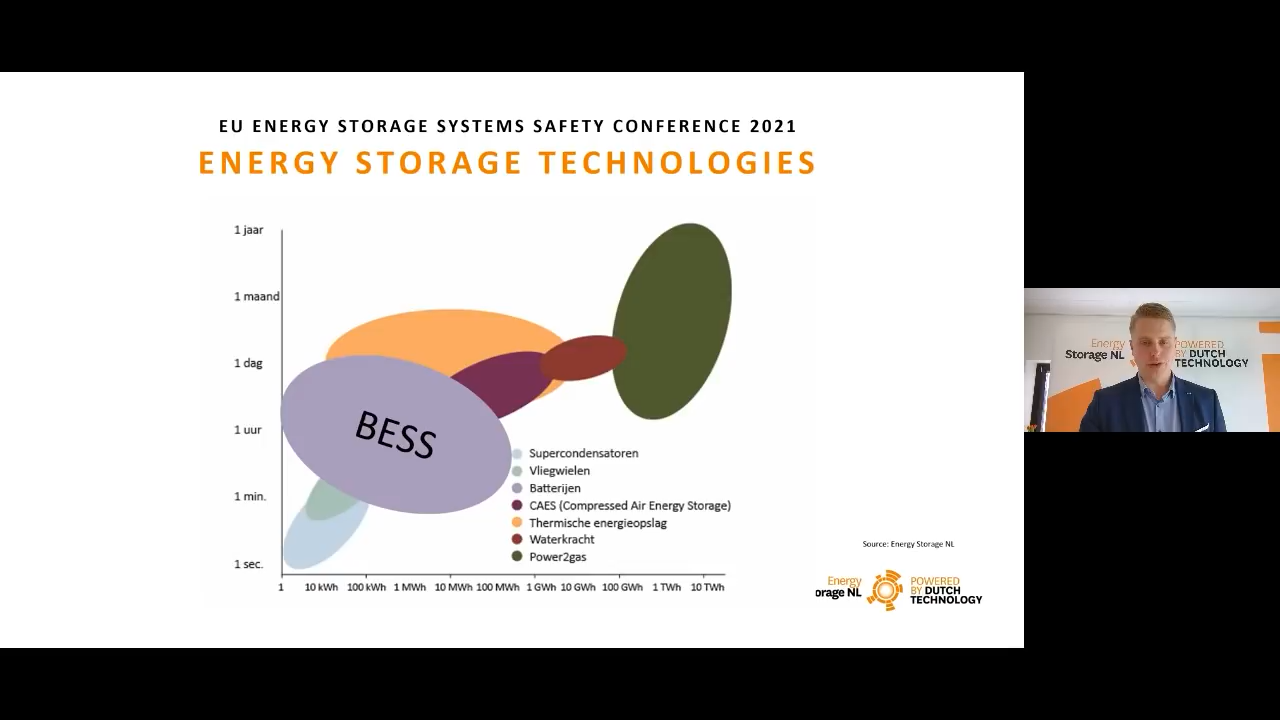 EU ENERGY STORAGE SYSTEMS SAFETY CONFERENCE 2021
ENERGY STORAGE TECHNOLOGIES
1 jaar
1 maand
1 dag
1 uur
1 min.
1 sec.
BESS
Supercondensatoren
Vliegwielen
Batterijen
CAES (Compressed Air Energy Storage)
Thermische energieopslag
Waterkracht
Power2gas
1 10 kWh 100 kWh 1 MWh 10 MWh 100 MWh 1 GWh 10 GWh 100 GWh 1 TWh 10 TWh
Source: Energy Storage NL
Energy
orage NL
POWERED
BY DUTCH
TECHNOLOGY
Energy
Storage NL
POWERED
BY DUTCH
TECHNOLOGY